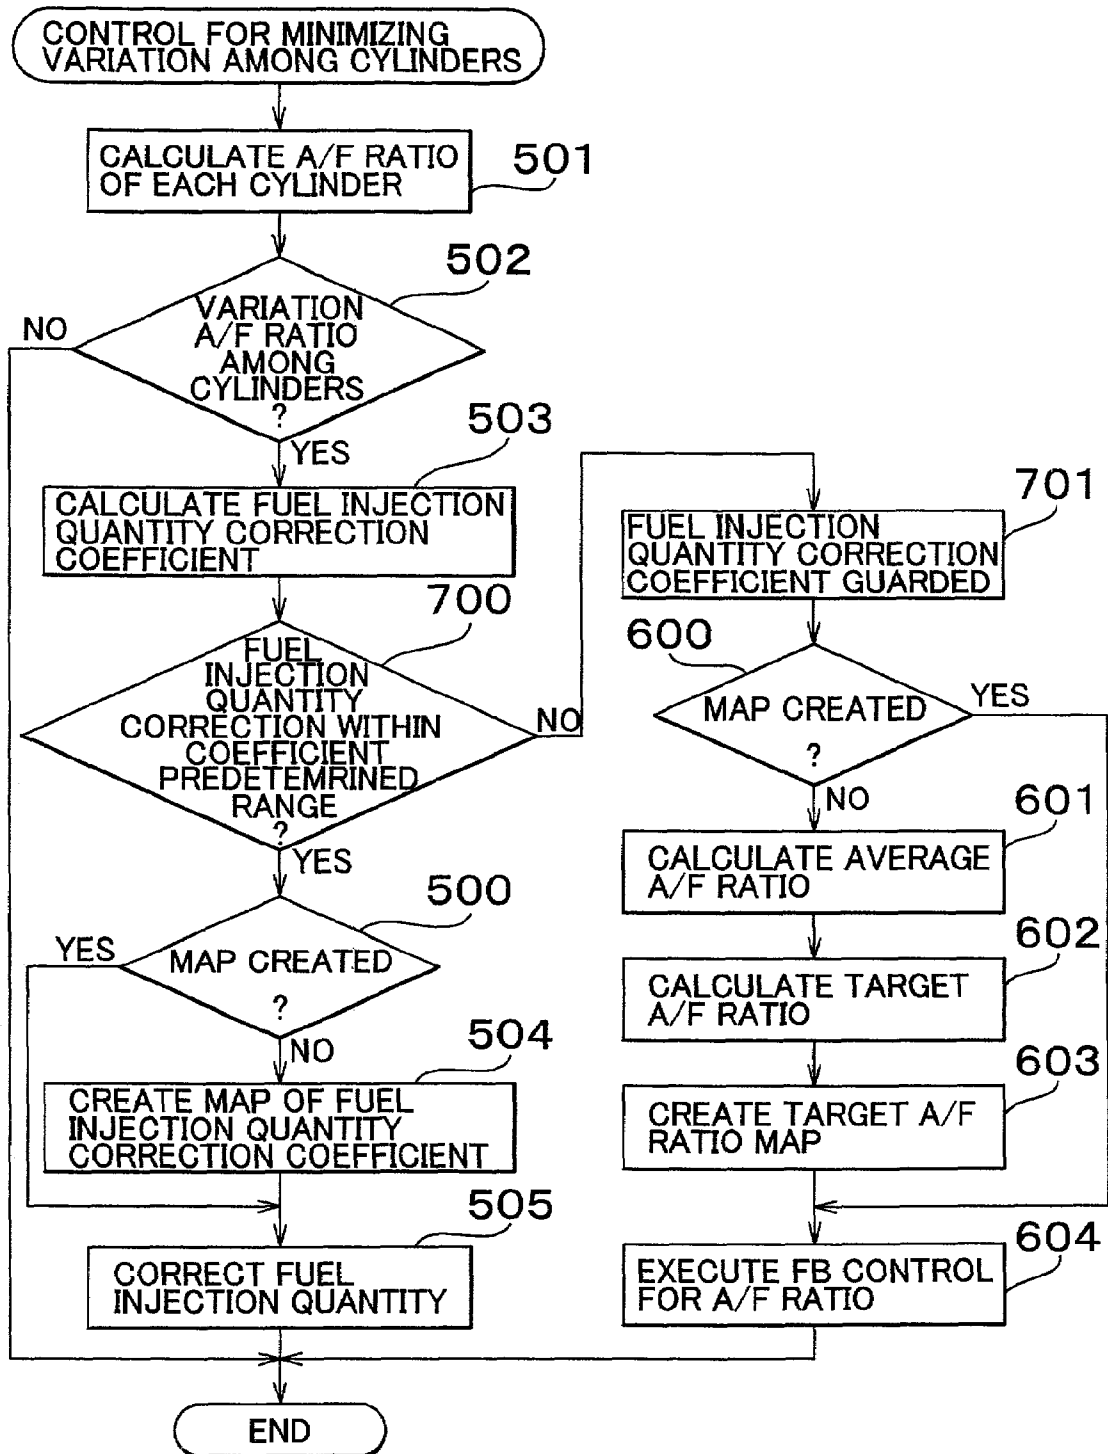 CONTROL FOR MINIMIZING
VARIATION AMONG CYLINDERS
CALCULATE A/F RATIO
OF EACH CYLINDER
501
502
VARIATION
A/F RATIO
AMONG
CYLINDERS
?
NO
YES
503
CALCULATE FUEL INJECTION
QUANTITY CORRECTION
COEFFICIENT
700
FUEL
INJECTION
QUANTITY
CORRECTION WITHIN
COEFFICIENT
PREDETEMRINED
RANGE
?
NO
YES
500
MAP CREATED
?
YES
NO
504
CREATE MAP OF FUEL
INJECTION QUANTITY
CORRECTION COEFFICIENT
505
CORRECT FUEL
INJECTION QUANTITY
701
FUEL INJECTION
QUANTITY CORRECTION
COEFFICIENT GUARDED
600
MAP CREATED
?
YES
NO
601
CALCULATE AVERAGE
A/F RATIO
602
CALCULATE TARGET
A/F RATIO
603
CREATE TARGET A/F
RATIO MAP
604
EXECUTE FB CONTROL
FOR A/F RATIO
END